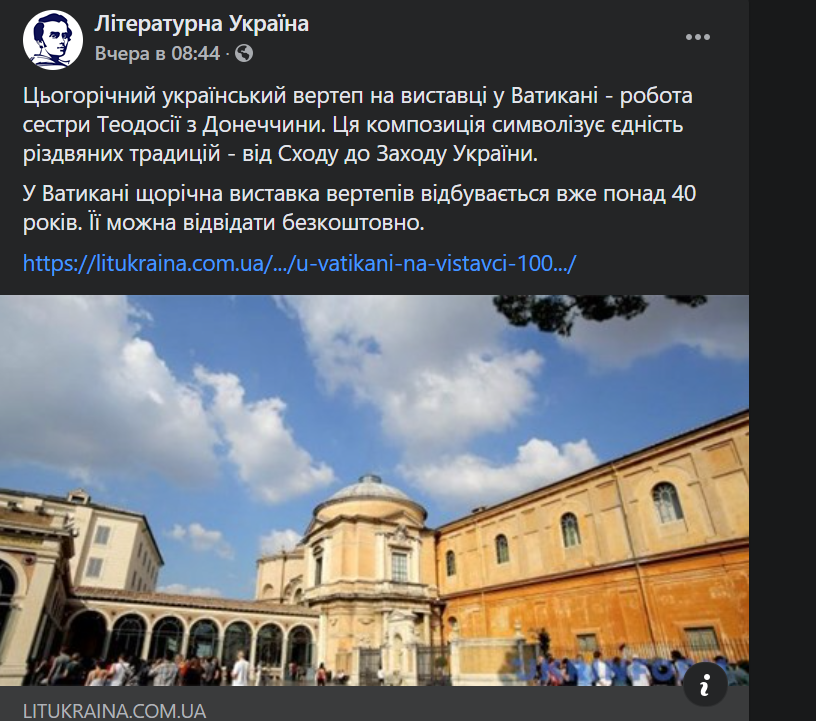 Літературна Україна
Вчера в 08:44 ·
Цьогорічний український вертеп на виставці у Ватикані - робота
сестри Теодосії з Донеччини. Ця композиція символізує єдність
різдвяних традицій - від Сходу до Заходу України.
У Ватикані щорічна виставка вертепів відбувається вже понад 40
років. Її можна відвідати безкоштовно.
https://litukraina.com.ua/.../u-vatikani-na-vistavci-100.../
LITUKRAINA.COM.UA